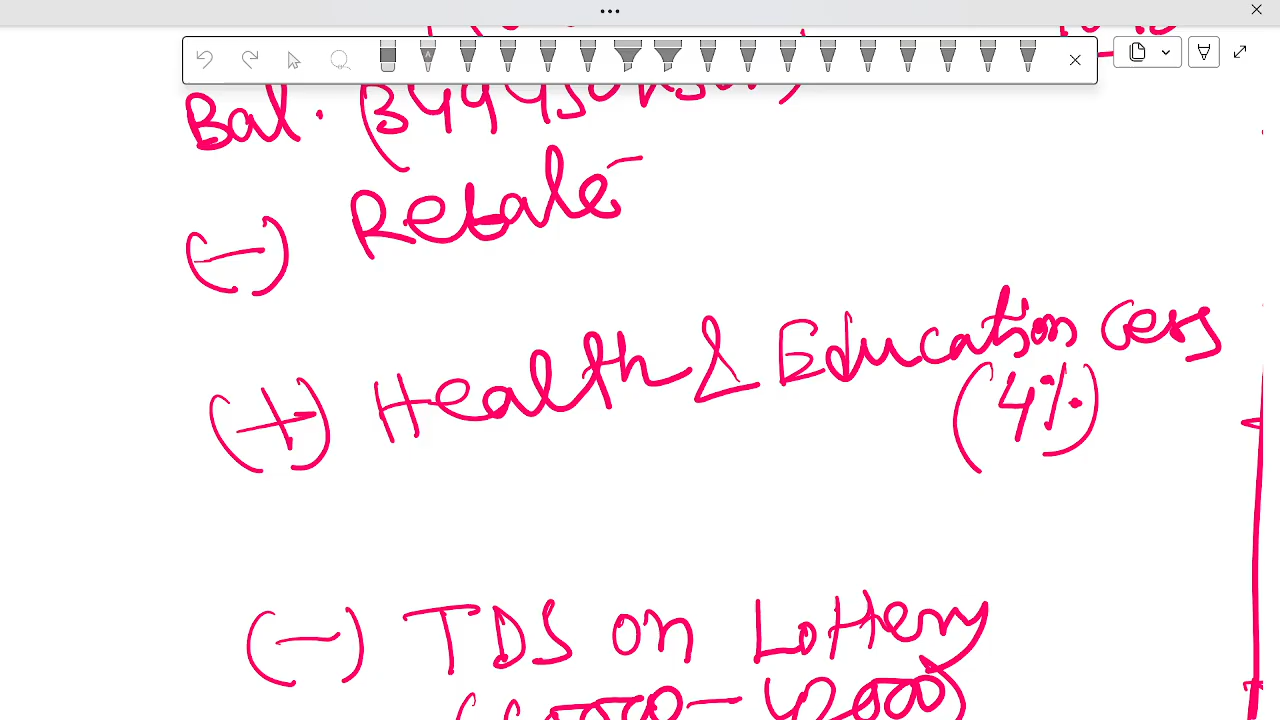 Bal.
(-) Rebate
(+) Health & Education Cess
(4%)
(-) TDS on Lottery